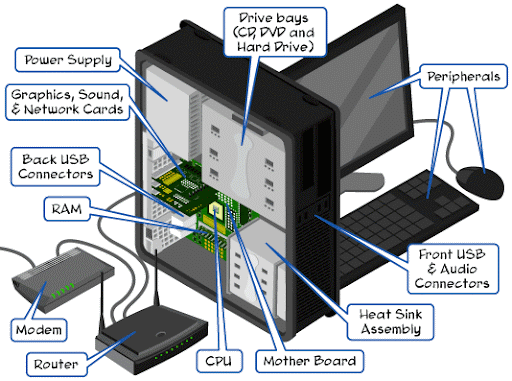 Drive bays
(CD, DVD and
Hard Drive)
Power Supply
Peripherals
Graphics, Sound,
& Network Cards
Back USB
Connectors
RAM
Front USB
& Audio
Connectors
Heat Sink
Assembly
Modem
Router
CPU
Mother Board